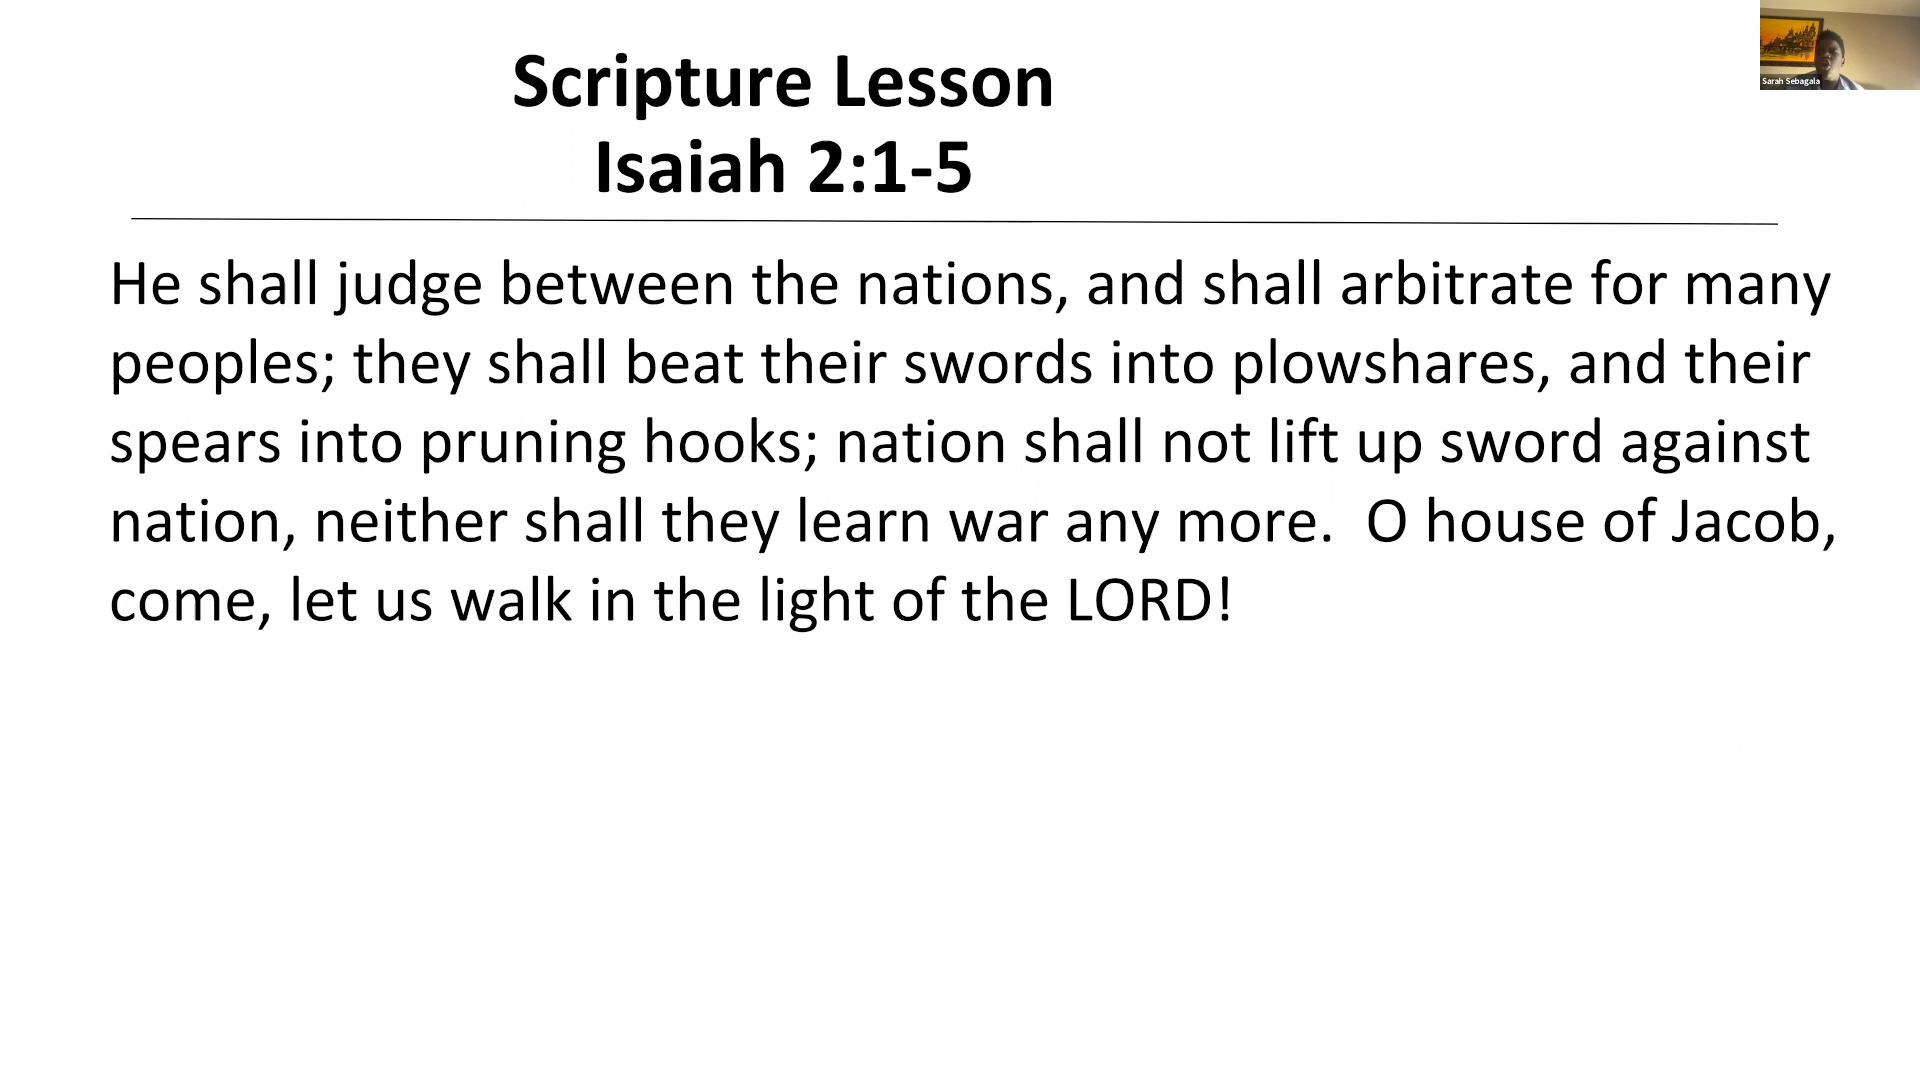 Scripture Lesson
Isaiah 2:1-5
Sarah Sebagala
He shall judge between the nations, and shall arbitrate for many
peoples; they shall beat their swords into plowshares, and their
spears into pruning hooks; nation shall not lift up sword against
nation, neither shall they learn war any more.  O house of Jacob,
come, let us walk in the light of the LORD!